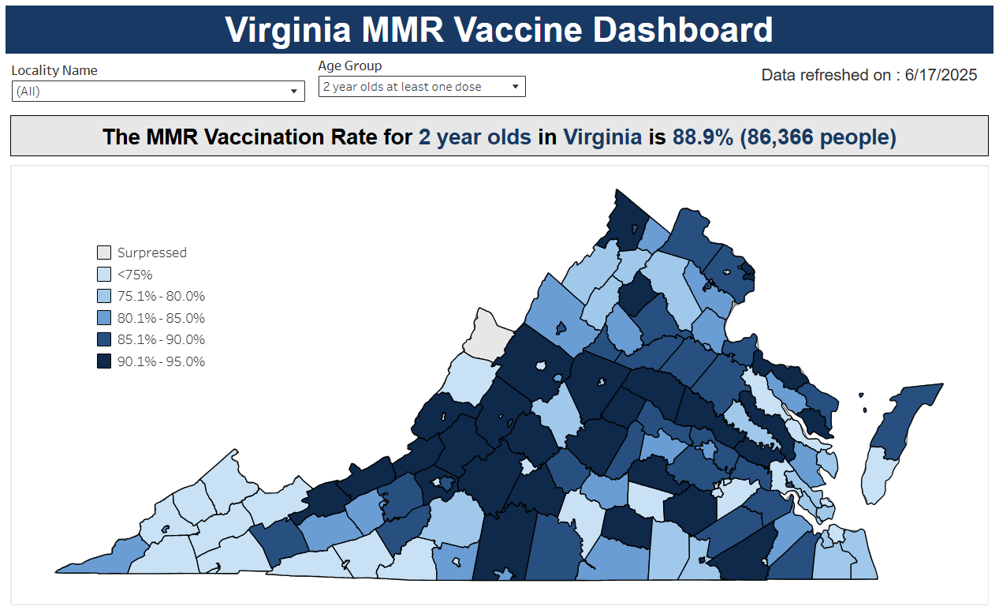 Virginia MMR Vaccine Dashboard
Locality Name
(All)
Age Group
2 year olds at least one dose
Data refreshed on : 6/17/2025
The MMR Vaccination Rate for 2 year olds in Virginia is 88.9% (86,366 people)
Surpressed
<75%
75.1% - 80.0%
80.1% - 85.0%
85.1% - 90.0%
90.1% - 95.0%